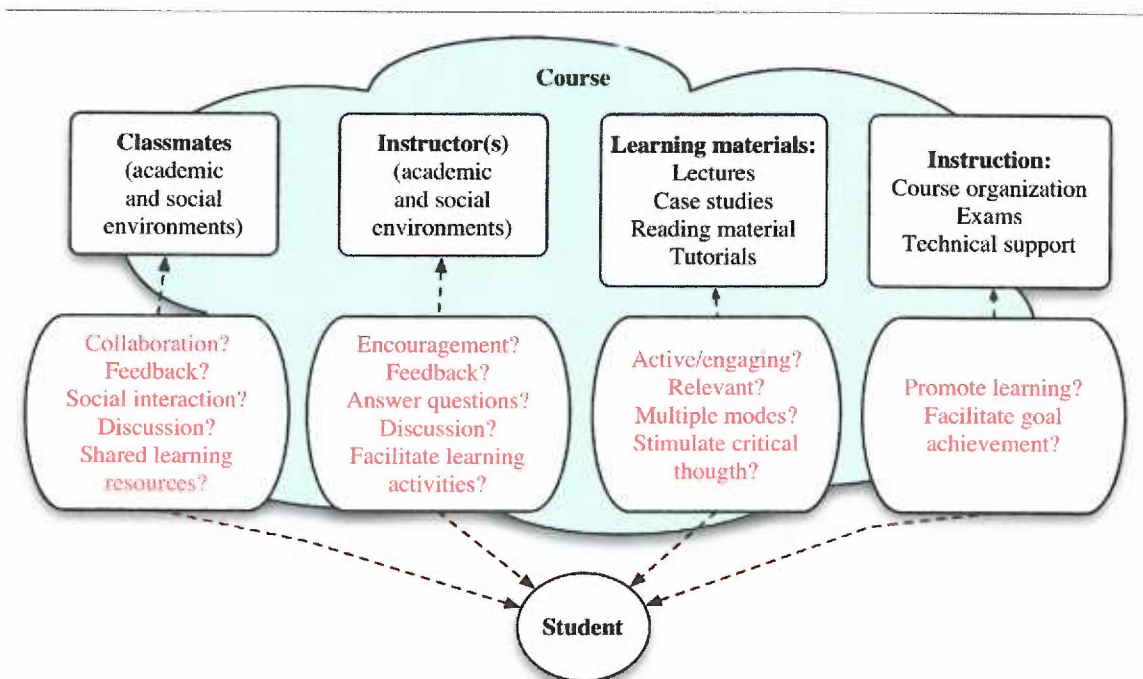 Course
Classmates
(academic
and social
environments)
Instructor(s)
(academic
and social
environments)
Learning materials:
Lectures
Case studies
Reading material
Tutorials
Instruction:
Course organization
Exams
Technical support
Collaboration?
Feedback?
Social interaction?
Discussion?
Shared learning
resources?
Encouragement?
Feedback?
Answer questions?
Discussion?
Facilitate learning
activities?
Active/engaging?
Relevant?
Multiple modes?
Stimulate critical
thougth?
Promote learning?
Facilitate goal
achievement?
Student